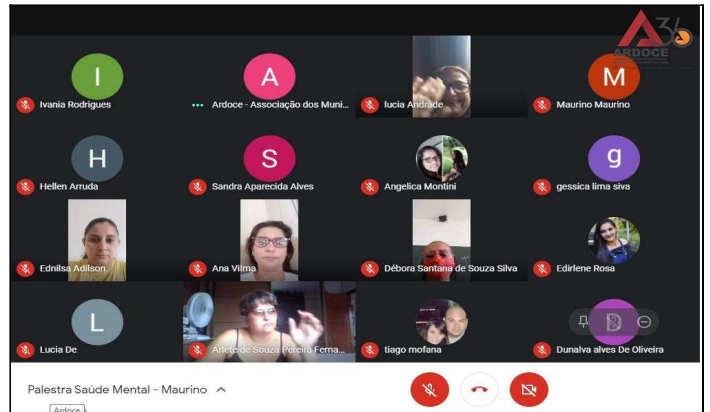 A36
ARDOCE
I
Ivania Rodrigues
A
Ardoce - Associação dos Muni...
lucia Andrade
M
Maurino Maurino
H
Hellen Arruda
S
Sandra Aparecida Alves
Angelica Montini
g
gessica lima siva
Ednilsa Adilson
Ana Vilma
Débora Santana de Souza Silva
Edirlene Rosa
L
Lucia De
Arlete de Souza Pereira Ferna...
tiago mofana
D
Dunalva alves De Oliveira
Palestra Saúde Mental - Maurino
Ardoce